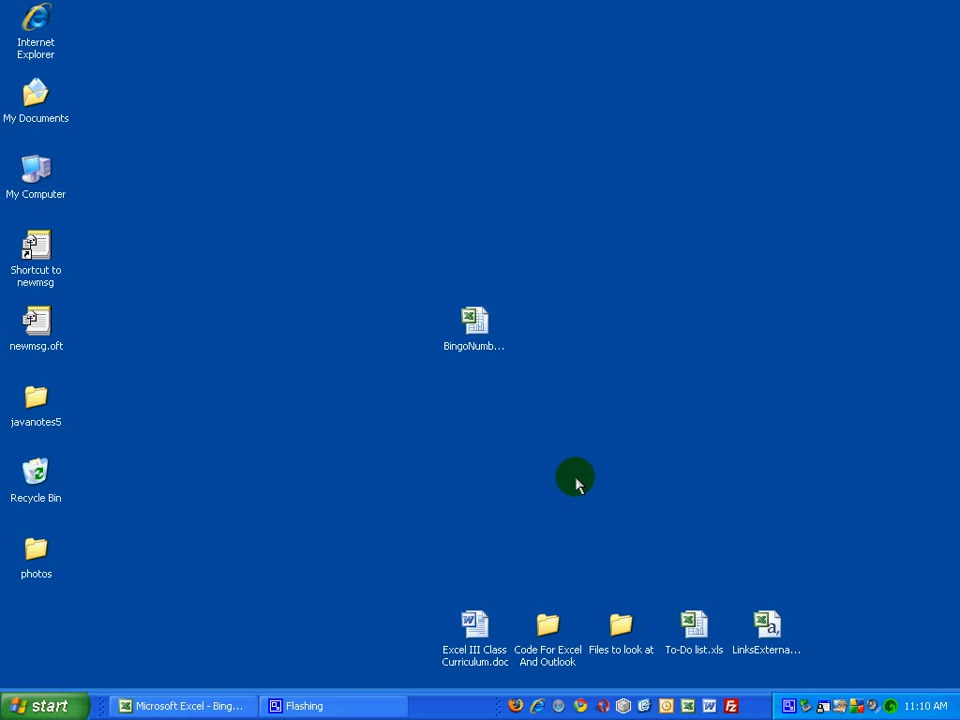 Internet
Explorer
My Documents
My Computer
Shortcut to
newmsg
newmsg.oft
javanotes5
Recycle Bin
photos
BingoNumb...
Excel III Class
Curriculum.doc
Code For Excel
And Outlook
Files to look at
To-Do list.xls
LinksExterna...
start
Microsoft Excel - Bing...
Flashing
11:10 AM